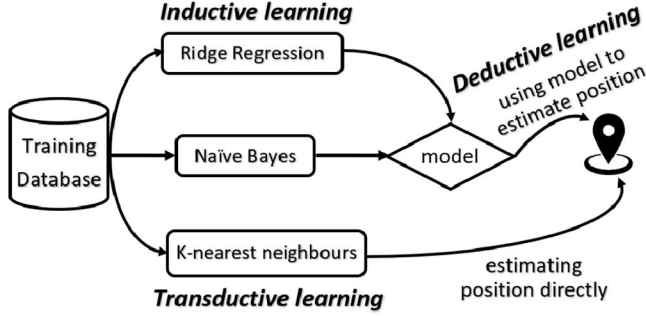 Inductive learning
Ridge Regression
Deductive learning
using model to
estimate position
Training
Database
Naïve Bayes
model
K-nearest neighbours
Transductive learning
estimating
position directly